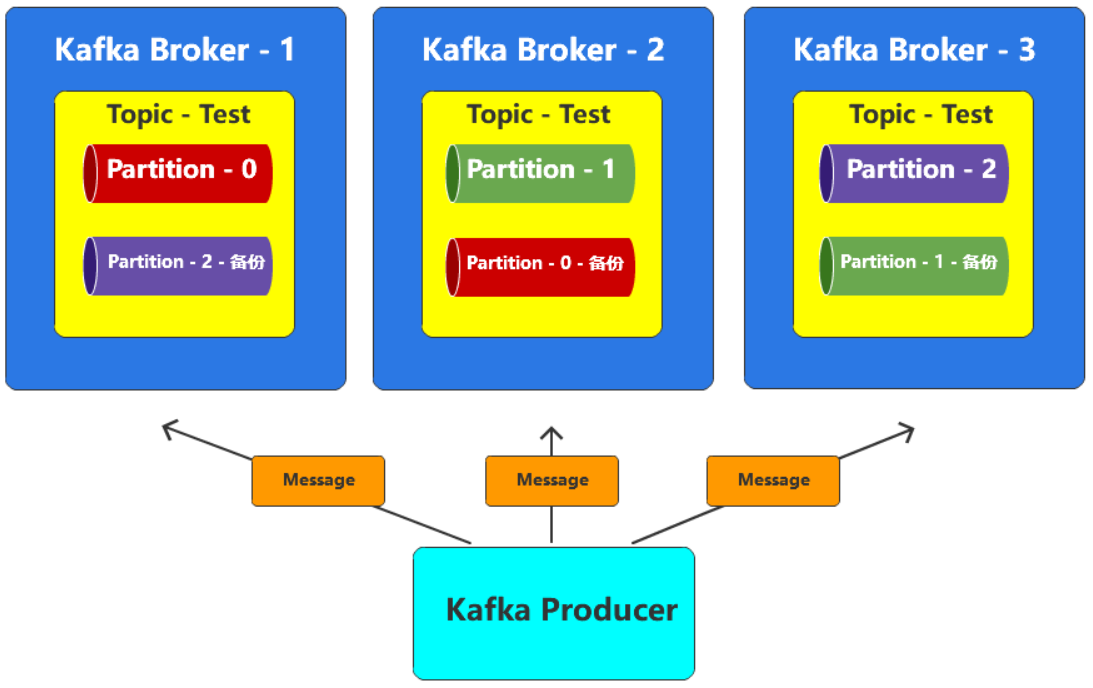 Kafka Broker - 1
Topic - Test
Partition - 0
Partition - 2 - 备份
Kafka Broker - 2
Topic - Test
Partition - 1
Partition - 0 - 备份
Kafka Broker - 3
Topic - Test
Partition - 2
Partition - 1 - 备份
Message
Message
Message
Kafka Producer